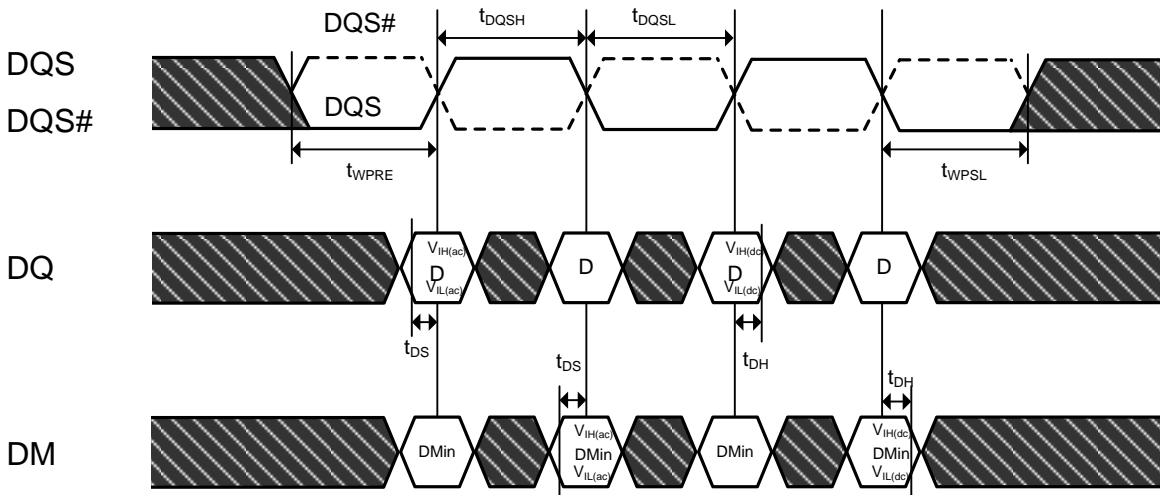 DQS#
tDQSH
tDQSL
DQS
DQS
DQS#
tWPRE
tWPSL
DQ
VIH(ac)
D
VIL(ac)
D
VIH(dc)
D
VIL(dc)
D
tDS
tDS
tDH
tDH
DM
DMin
VIH(ac)
DMin
VIL(ac)
DMin
VIH(dc)
DMin
VIL(dc)